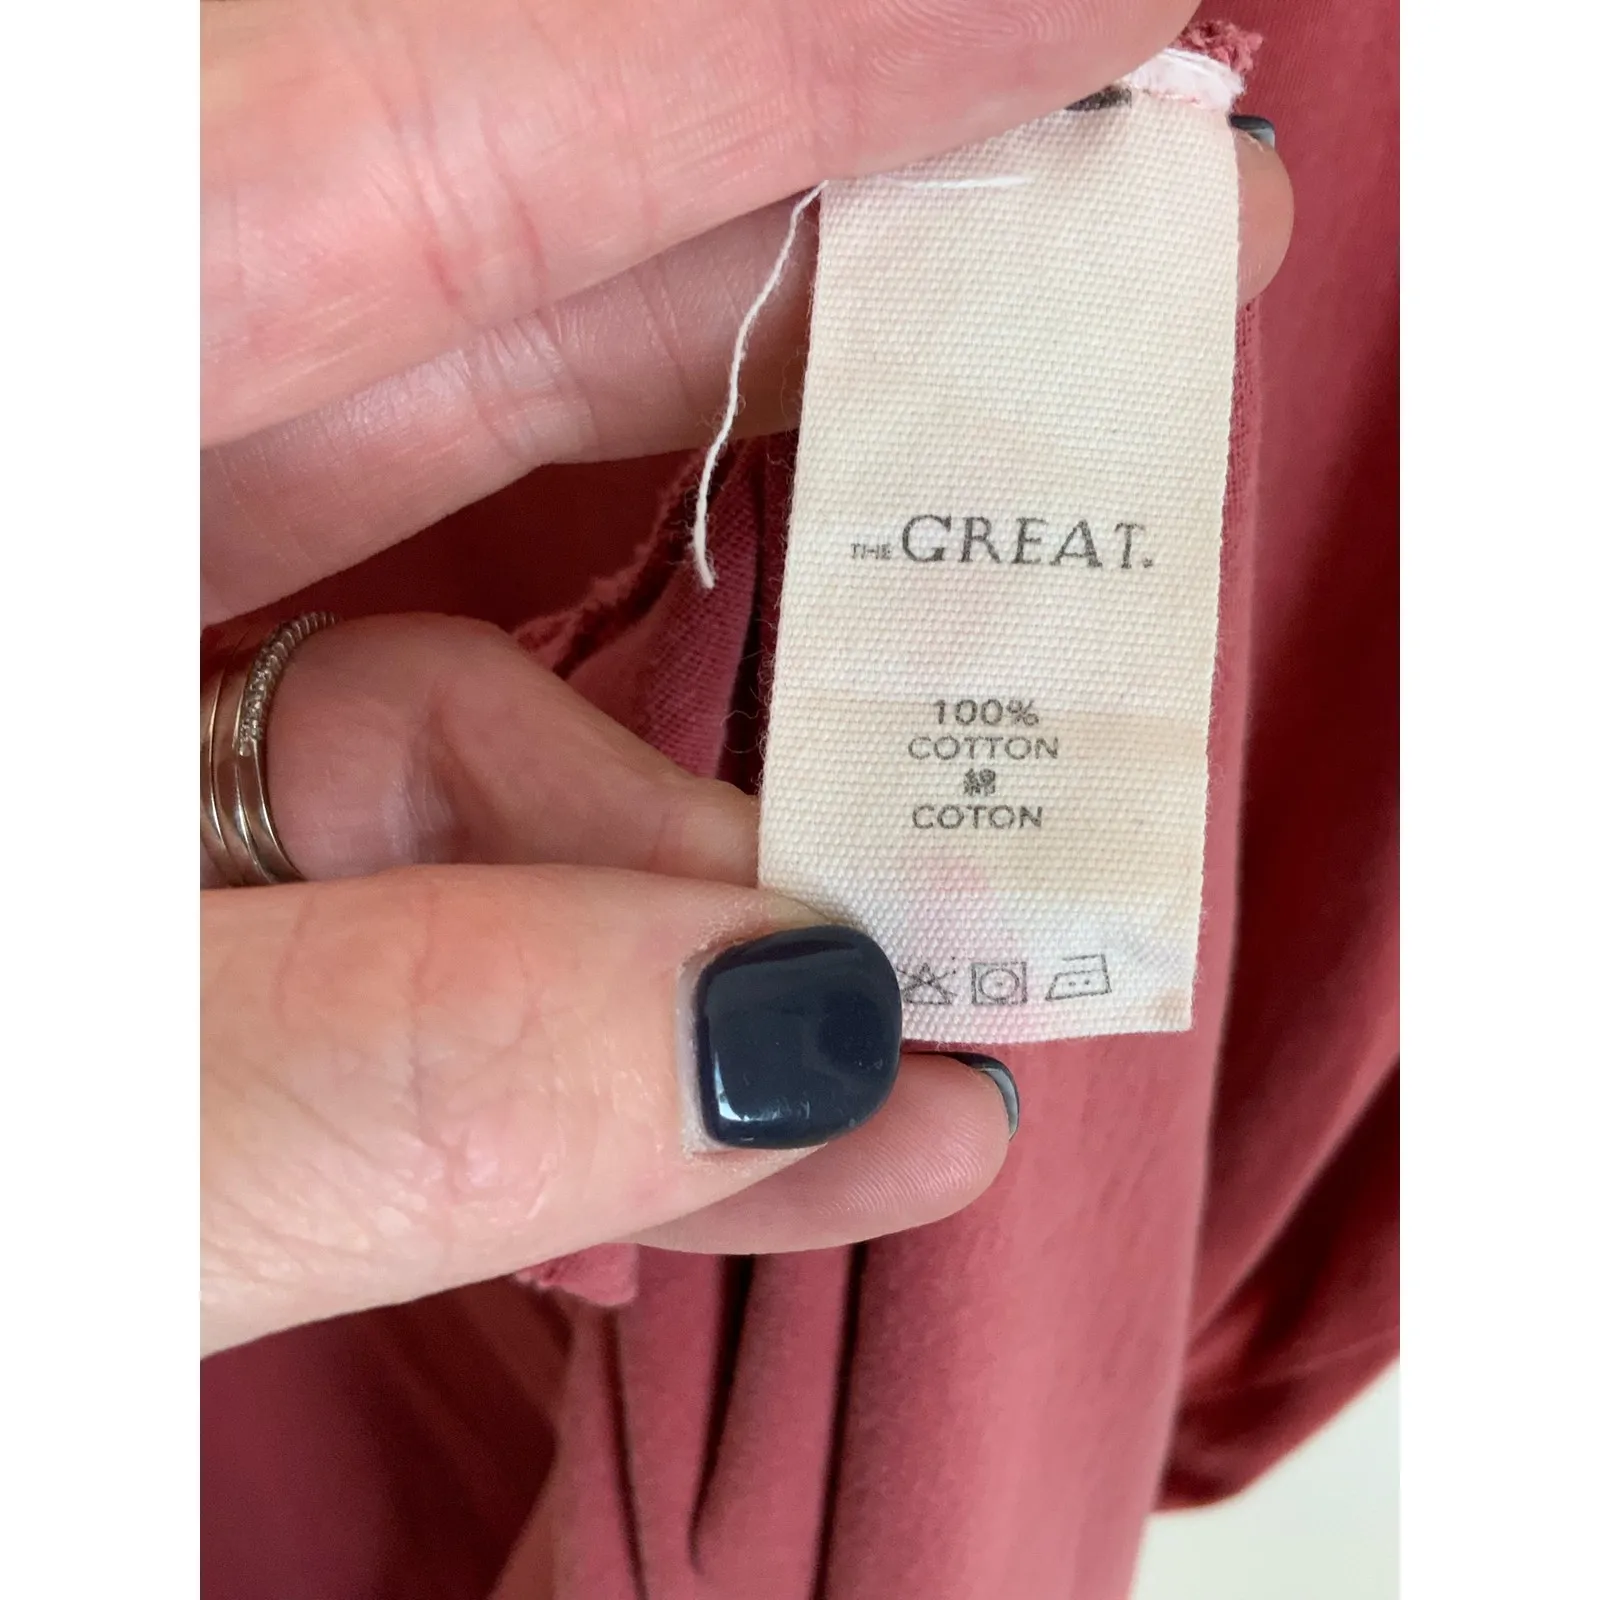 THE GREAT.
100%
COTTON
綿
COTON